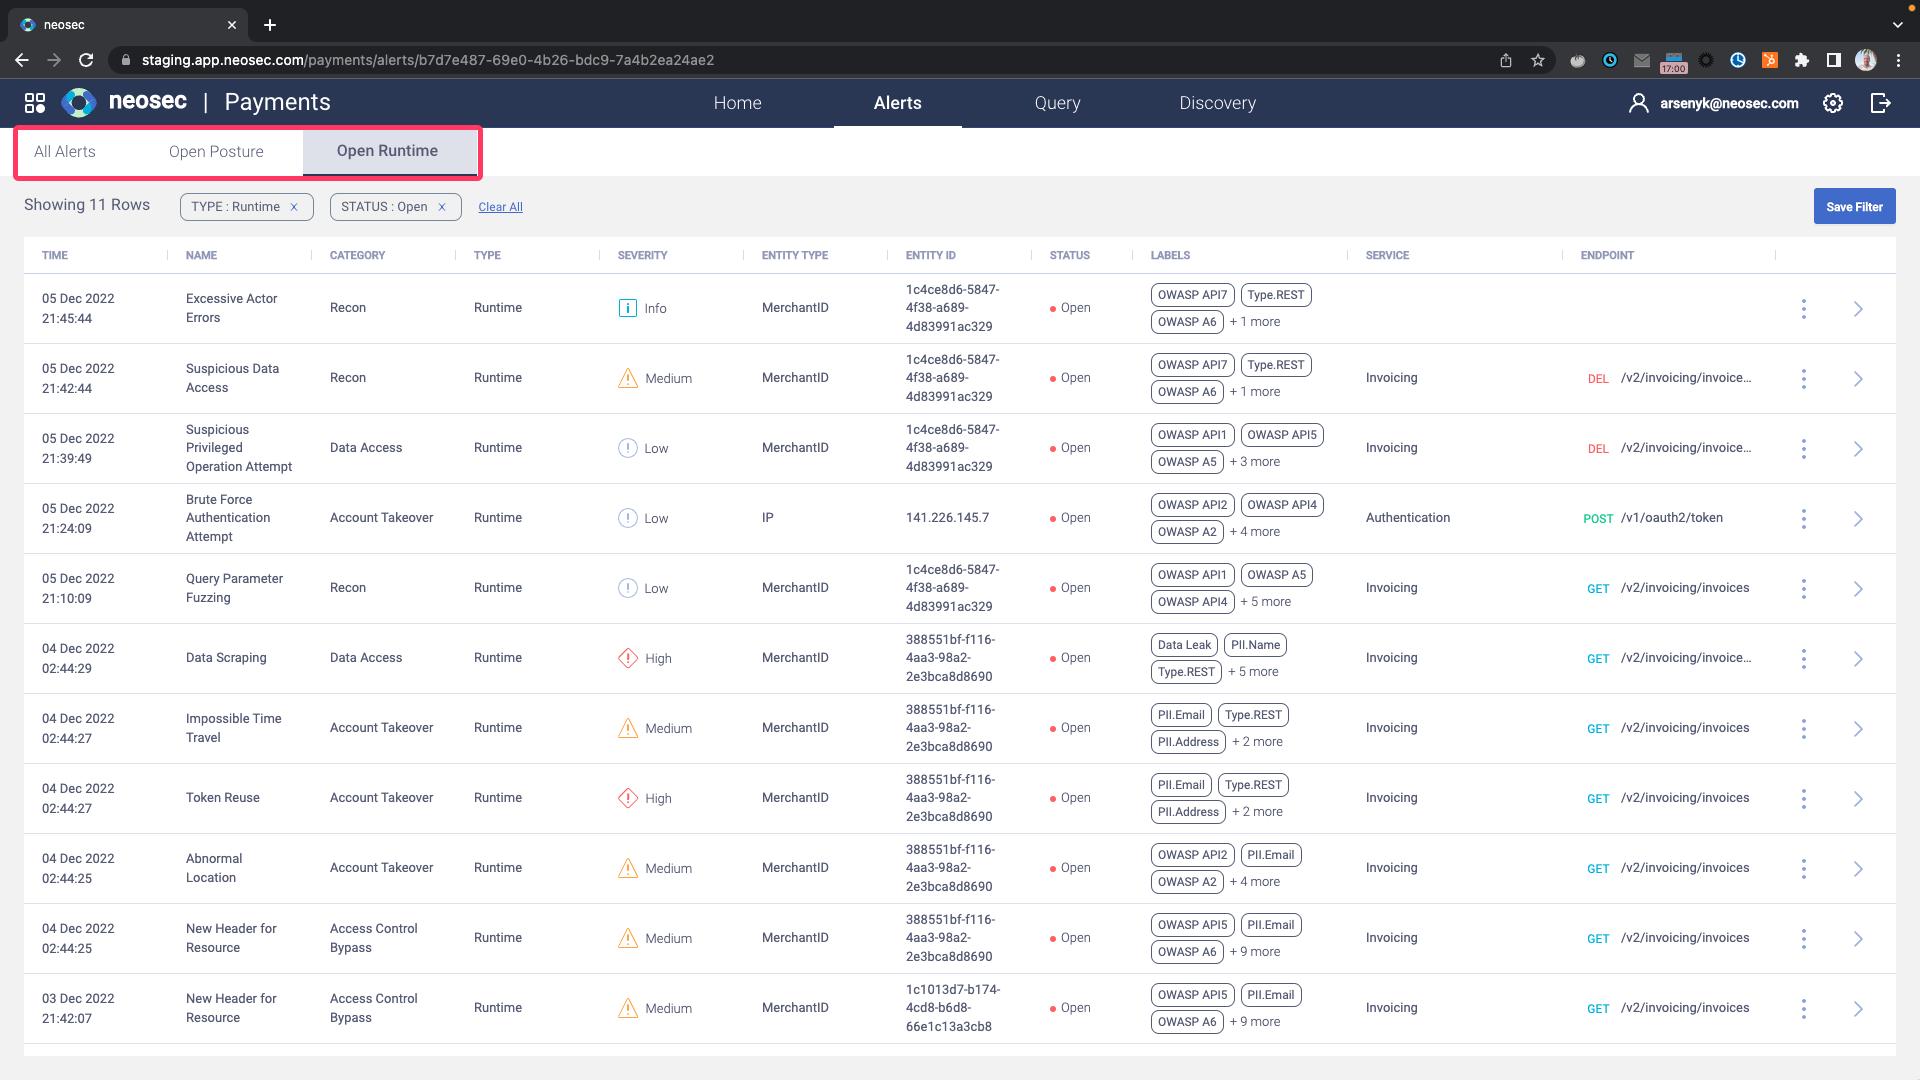 neosec
staging.app.neosec.com/payments/alerts/b7d7e487-69e0-4b26-bdc9-7a4b2ea24ae2
17:00
neosec | Payments
Home
Alerts
Query
Discovery
arsenyk@neosec.com
All Alerts
Open Posture
Open Runtime
Showing 11 Rows
TYPE : Runtime ×
STATUS : Open ×
Clear All
Save Filter
TIME NAME CATEGORY TYPE SEVERITY ENTITY TYPE ENTITY ID STATUS LABELS SERVICE ENDPOINT
05 Dec 2022
21:45:44
Excessive Actor
Errors
Recon
Runtime
Info
MerchantID
1c4ce8d6-5847-
4f38-a689-
4d83991ac329
Open
OWASP API7 Type.REST
OWASP A6 + 1 more
05 Dec 2022
21:42:44
Suspicious Data
Access
Recon
Runtime
Medium
MerchantID
1c4ce8d6-5847-
4f38-a689-
4d83991ac329
Open
OWASP API7 Type.REST
OWASP A6 + 1 more
Invoicing
DEL /v2/invoicing/invoice...
05 Dec 2022
21:39:49
Suspicious
Privileged
Operation Attempt
Data Access
Runtime
Low
MerchantID
1c4ce8d6-5847-
4f38-a689-
4d83991ac329
Open
OWASP API1 OWASP API5
OWASP A5 + 3 more
Invoicing
DEL /v2/invoicing/invoice...
05 Dec 2022
21:24:09
Brute Force
Authentication
Attempt
Account Takeover
Runtime
Low
IP
141.226.145.7
Open
OWASP API2 OWASP API4
OWASP A2 + 4 more
Authentication
POST /v1/oauth2/token
05 Dec 2022
21:10:09
Query Parameter
Fuzzing
Recon
Runtime
Low
MerchantID
1c4ce8d6-5847-
4f38-a689-
4d83991ac329
Open
OWASP API1 OWASP A5
OWASP API4 + 5 more
Invoicing
GET /v2/invoicing/invoices
04 Dec 2022
02:44:29
Data Scraping
Data Access
Runtime
High
MerchantID
388551bf-f116-
4aa3-98a2-
2e3bca8d8690
Open
Data Leak PII.Name
Type.REST + 5 more
Invoicing
GET /v2/invoicing/invoice...
04 Dec 2022
02:44:27
Impossible Time
Travel
Account Takeover
Runtime
Medium
MerchantID
388551bf-f116-
4aa3-98a2-
2e3bca8d8690
Open
PII.Email Type.REST
PII.Address + 2 more
Invoicing
GET /v2/invoicing/invoices
04 Dec 2022
02:44:27
Token Reuse
Account Takeover
Runtime
High
MerchantID
388551bf-f116-
4aa3-98a2-
2e3bca8d8690
Open
PII.Email Type.REST
PII.Address + 2 more
Invoicing
GET /v2/invoicing/invoices
04 Dec 2022
02:44:25
Abnormal
Location
Account Takeover
Runtime
Medium
MerchantID
388551bf-f116-
4aa3-98a2-
2e3bca8d8690
Open
OWASP API2 PII.Email
OWASP A2 + 4 more
Invoicing
GET /v2/invoicing/invoices
04 Dec 2022
02:44:25
New Header for
Resource
Access Control
Bypass
Runtime
Medium
MerchantID
388551bf-f116-
4aa3-98a2-
2e3bca8d8690
Open
OWASP API5 PII.Email
OWASP A6 + 9 more
Invoicing
GET /v2/invoicing/invoices
03 Dec 2022
21:42:07
New Header for
Resource
Access Control
Bypass
Runtime
Medium
MerchantID
1c1013d7-b174-
4cd8-b6d8-
66e1c13a3cb8
Open
OWASP API5 PII.Email
OWASP A6 + 9 more
Invoicing
GET /v2/invoicing/invoices